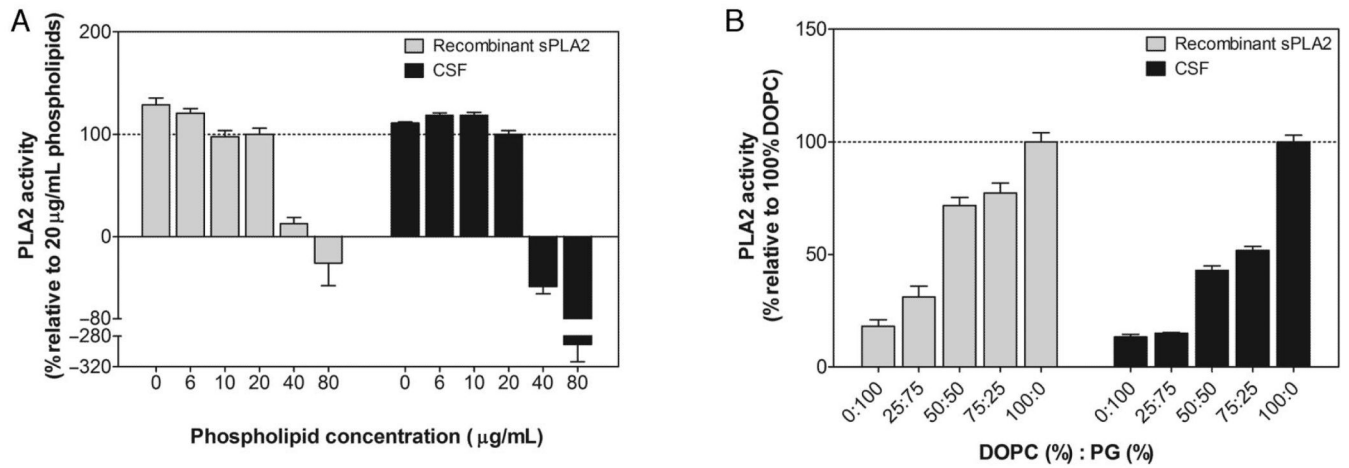 A
PLA2 activity
(% relative to 20 μg/mL phospholipids)
200
100
0
−80
−280
−320
Recombinant sPLA2
CSF
0 6 10 20 40 80 0 6 10 20 40 80
Phospholipid concentration ( μg/mL)
B
PLA2 activity
(% relative to 100% DOPC)
150
100
50
0
Recombinant sPLA2
CSF
0:100 25:75 50:50 75:25 100:0 0:100 25:75 50:50 75:25 100:0
DOPC (%) : PG (%)